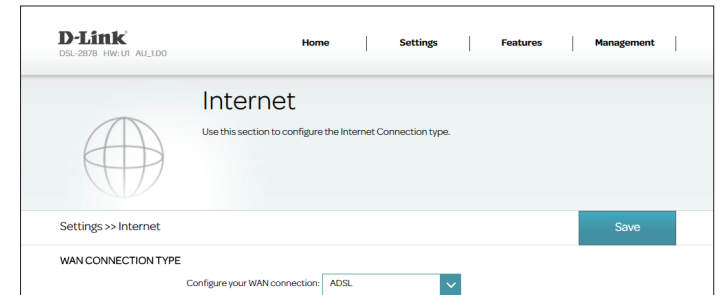 D-Link
DSL-2878 HW: U1 AU_1.00
Home Settings Features Management
Internet
Use this section to configure the Internet Connection type.
Settings >> Internet
Save
WAN CONNECTION TYPE
Configure your WAN connection: ADSL